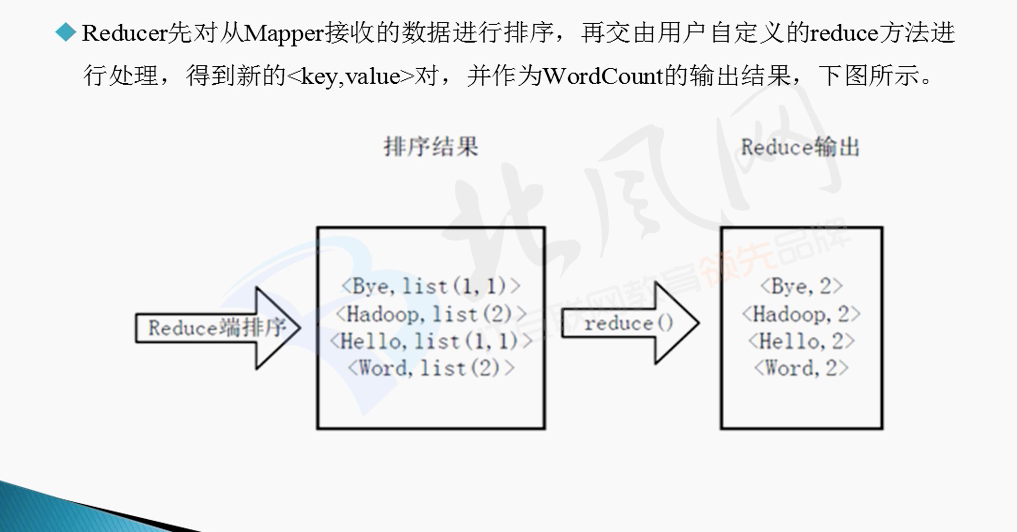 Reducer先对从Mapper接收的数据进行排序，再交由用户自定义的reduce方法进
行处理，得到新的<key,value>对，并作为WordCount的输出结果，下图所示。
排序结果
Reduce输出
北风网
互联网教育领先品牌
Reduce端排序
<Bye,list(1,1)>
<Hadoop,list(2)>
<Hello,list(1,1)>
<Word,list(2)>
reduce()
<Bye,2>
<Hadoop,2>
<Hello,2>
<Word,2>